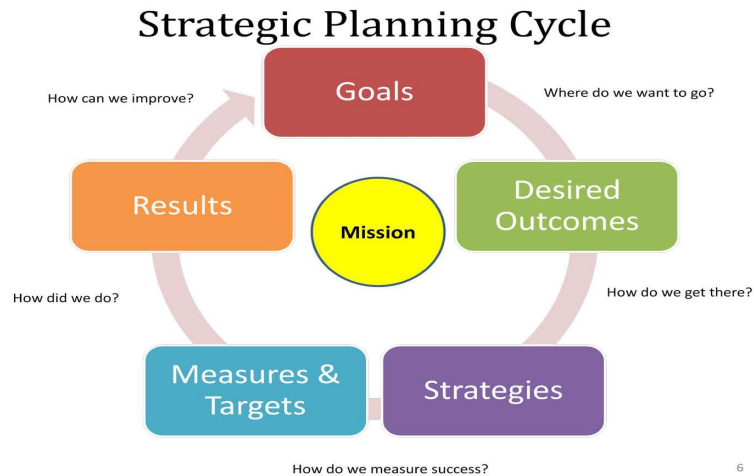 Strategic Planning Cycle
Goals
How can we improve?
Where do we want to go?
Results
Desired
Outcomes
Mission
How did we do?
How do we get there?
Measures &
Targets
Strategies
How do we measure success?
6